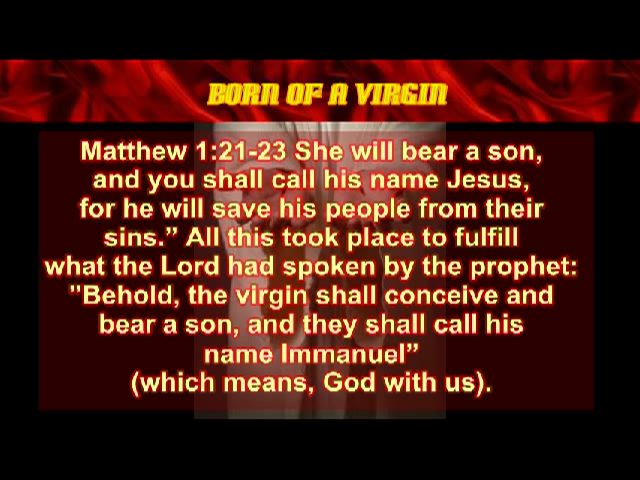 BORN OF A VIRGIN
Matthew 1:21-23 She will bear a son,
and you shall call his name Jesus,
for he will save his people from their
sins.” All this took place to fulfill
what the Lord had spoken by the prophet:
”Behold, the virgin shall conceive and
bear a son, and they shall call his
name Immanuel”
(which means, God with us).